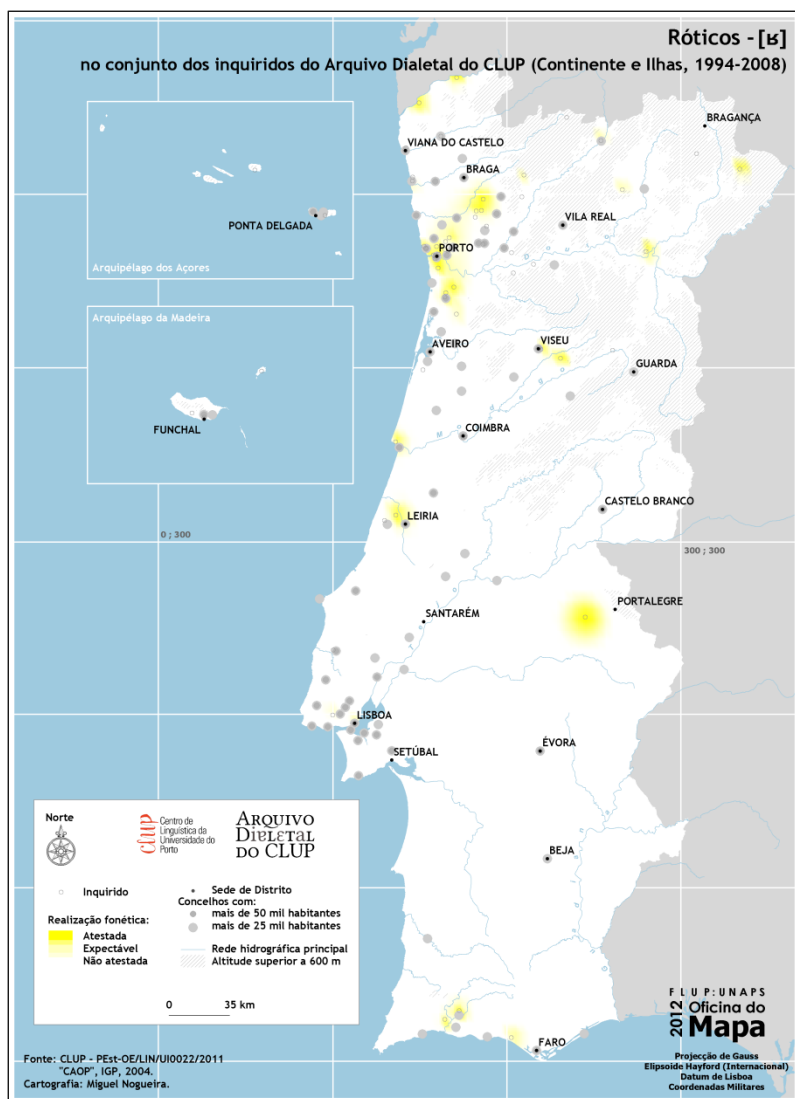 Róticos - [ʁ]
no conjunto dos inquiridos do Arquivo Dialetal do CLUP (Continente e Ilhas, 1994-2008)
BRAGANÇA
VIANA DO CASTELO
BRAGA
PONTA DELGADA
VILA REAL
PORTO
Arquipélago dos Açores
Arquipélago da Madeira
VISEU
AVEIRO
GUARDA
FUNCHAL
COIMBRA
CASTELO BRANCO
LEIRIA
0 ; 300
300 ; 300
PORTALEGRE
SANTARÉM
LISBOA
ÉVORA
SETÚBAL
BEJA
FARO
Norte
clup
Centro de
Linguística da
Universidade do
Porto
ARQUIVO
DIALETAL
DO CLUP
Inquirido
Sede de Distrito
Concelhos com:
mais de 50 mil habitantes
mais de 25 mil habitantes
Realização fonética:
Atestada
Expectável
Não atestada
Rede hidrográfica principal
Altitude superior a 600 m
0 35 km
Fonte: CLUP - PEst-OE/LIN/UI0022/2011
"CAOP", IGP, 2004.
Cartografia: Miguel Nogueira.
FLUP:UNAPS
2012 Oficina do
Mapa
Projecção de Gauss
Elipsoide Hayford (Internacional)
Datum de Lisboa
Coordenadas Militares